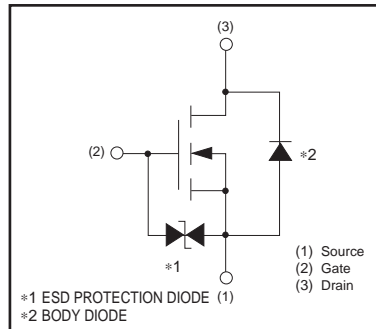 (3)
(2)
∗2
∗1
(1)
(1) Source
(2) Gate
(3) Drain
∗1 ESD PROTECTION DIODE
∗2 BODY DIODE